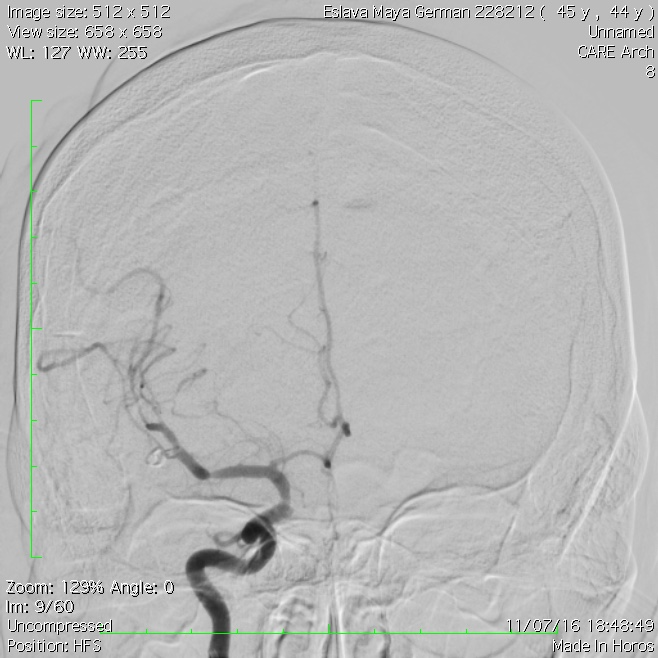 Image size: 512 x 512
View size: 658 x 658
WL: 127 WW: 255
Eslava Maya German 228212 ( 45 y , 44 y )
Unnamed
CARE Arch
8
Zoom: 129% Angle: 0
Im: 9/60
Uncompressed
Position: HFS
11/07/16 18:48:49
Made In Horos